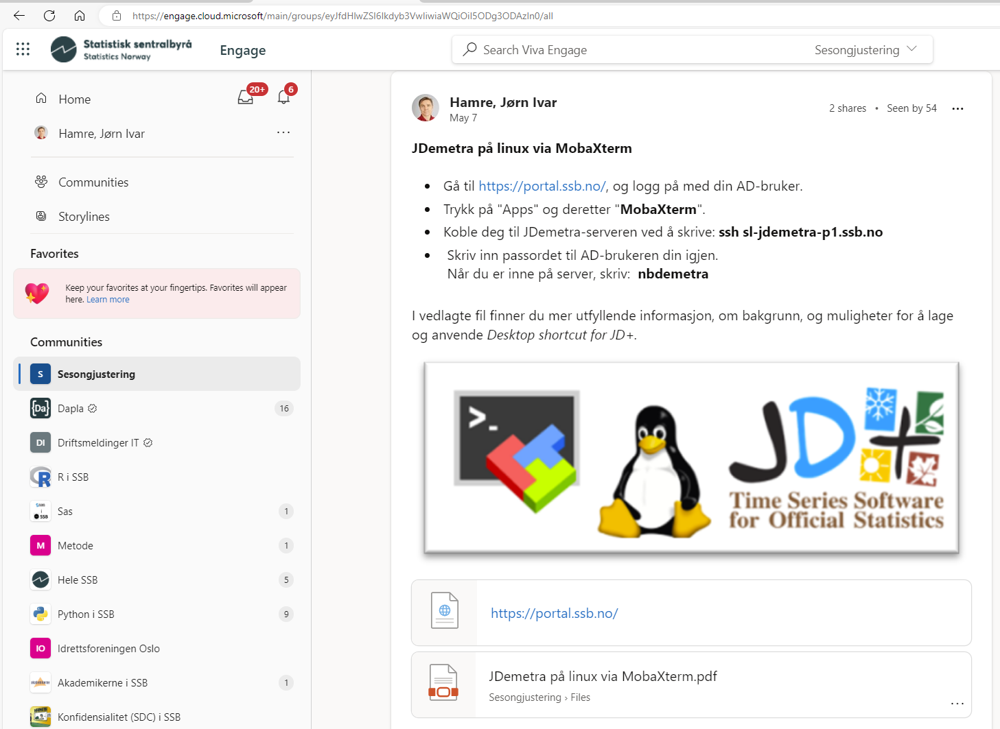 https://engage.cloud.microsoft/main/groups/eyJfdHlwZSI6Ikdyb3VwIiwiaWQiOiI5ODg3ODAzIn0/all
Statistisk sentralbyrå
Statistics Norway
Engage
Search Viva Engage
Sesongjustering
Home
20+
6
Hamre, Jørn Ivar
Communities
Storylines
Favorites
Keep your favorites at your fingertips. Favorites will appear
here. Learn more
Communities
S Sesongjustering
{Da} Dapla 16
DI Driftsmeldinger IT
R R i SSB
Sas 1
M Metode 1
Hele SSB 5
Python i SSB 9
IO Idrettsforeningen Oslo
Akademikerne i SSB 1
Konfidensialitet (SDC) i SSB
Hamre, Jørn Ivar
May 7
2 shares • Seen by 54
JDemetra på linux via MobaXterm
• Gå til https://portal.ssb.no/, og logg på med din AD-bruker.
• Trykk på "Apps" og deretter "MobaXterm".
• Koble deg til JDemetra-serveren ved å skrive: ssh sl-jdemetra-p1.ssb.no
• Skriv inn passordet til AD-brukeren din igjen.
Når du er inne på server, skriv: nbdemetra
I vedlagte fil finner du mer utfyllende informasjon, om bakgrunn, og muligheter for å lage
og anvende Desktop shortcut for JD+.
>_
JD+
Time Series Software
for Official Statistics
https://portal.ssb.no/
JDemetra på linux via MobaXterm.pdf
Sesongjustering › Files